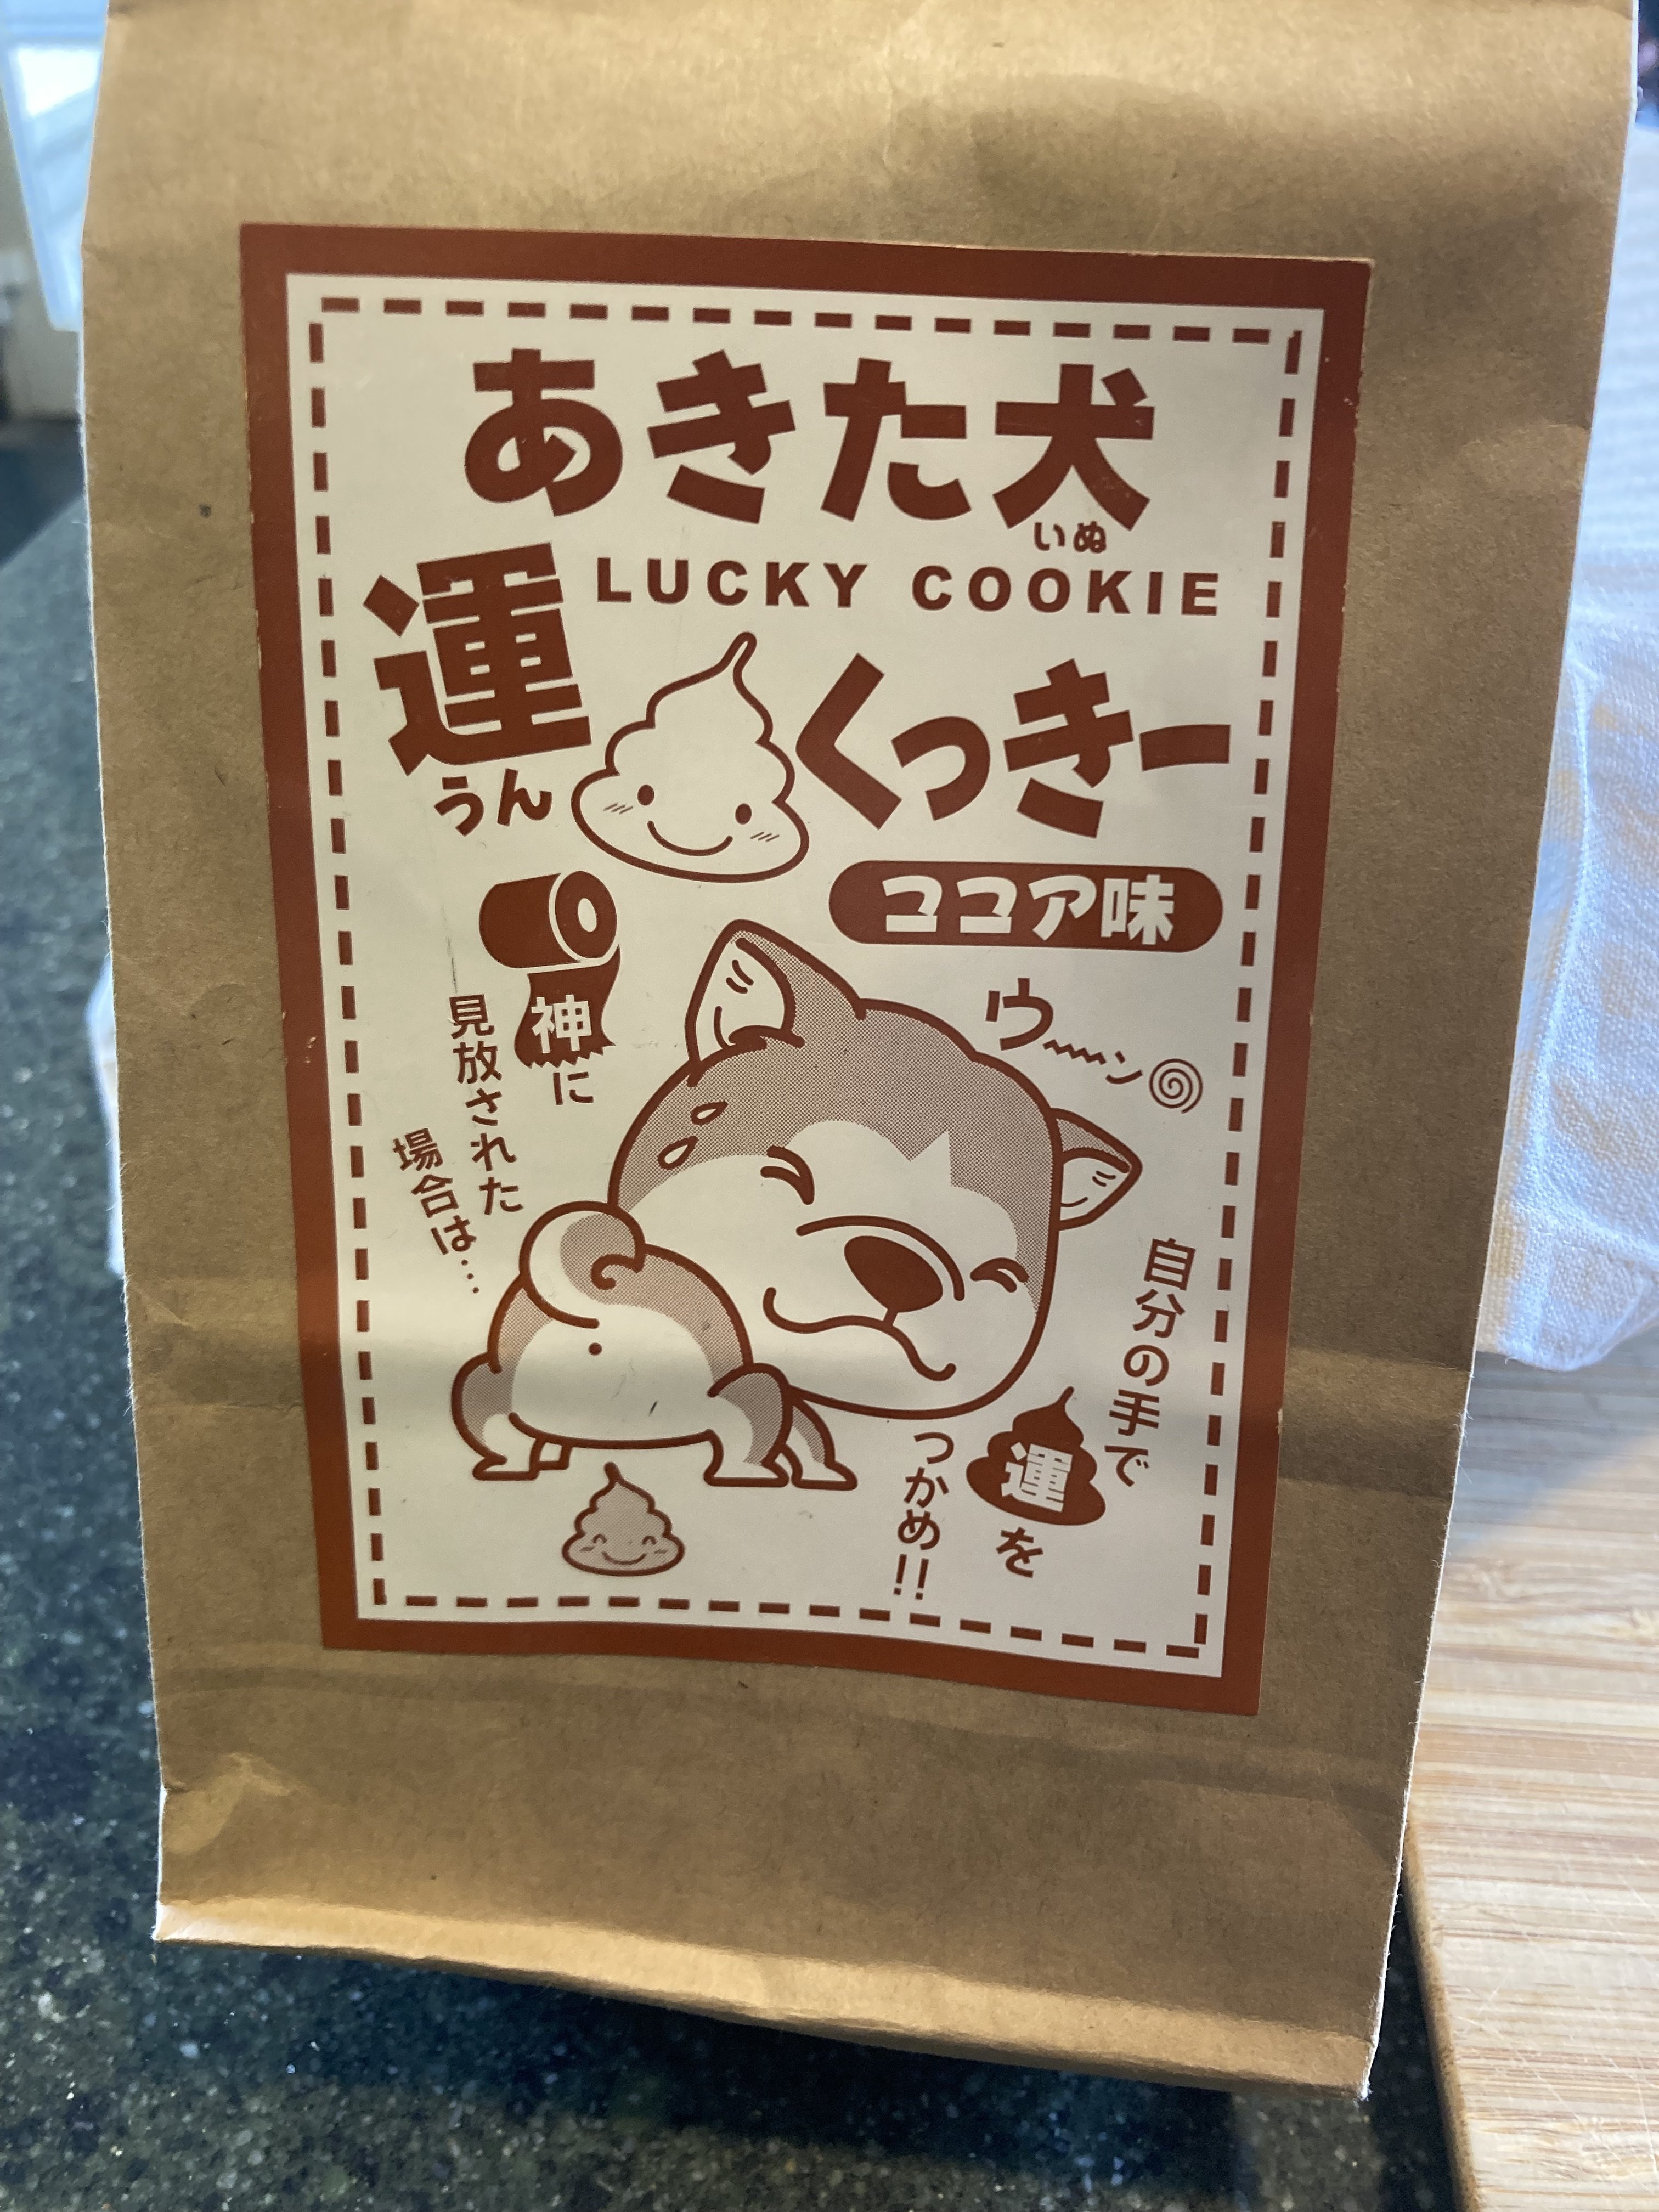 あきた犬
いぬ
LUCKY COOKIE
運
うん
くっきー
ココア味
ウ〜〜ン
神に
見放された
場合は…
自分の手で
運を
つかめ!!